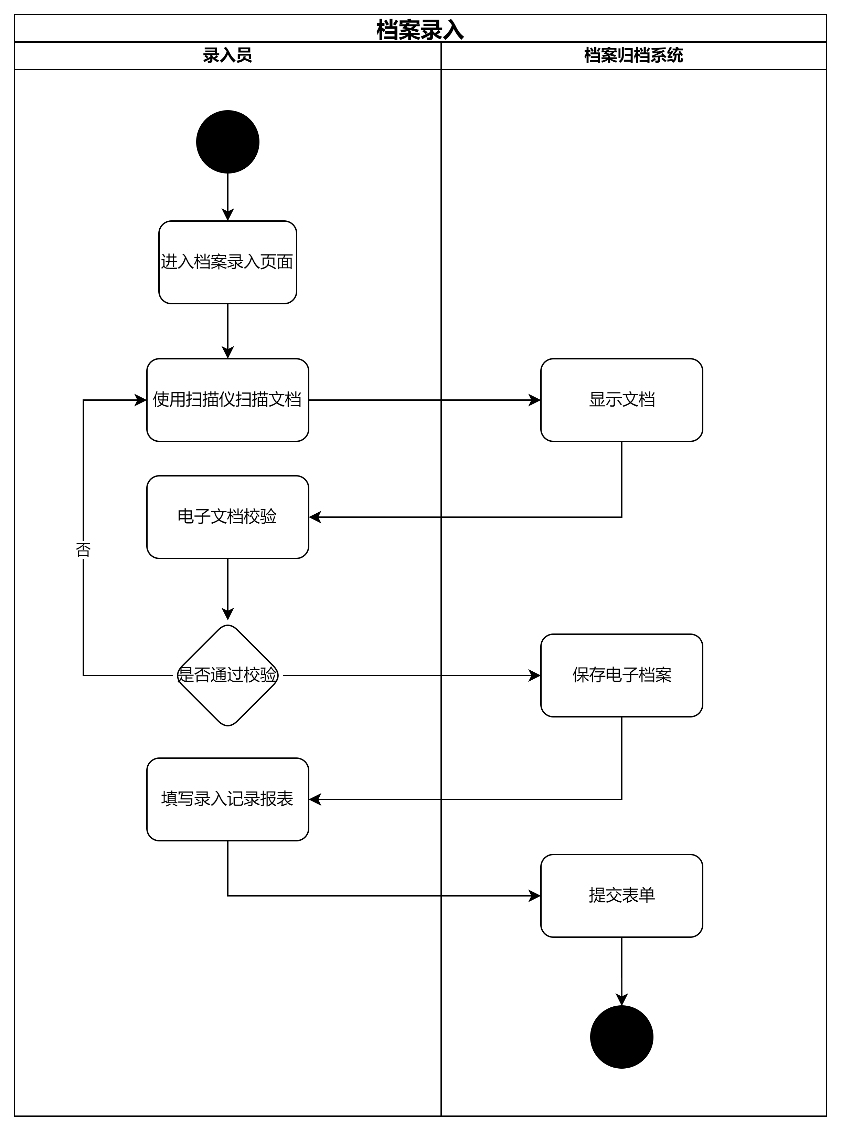 档案录入
录入员
档案归档系统
进入档案录入页面
使用扫描仪扫描文档
显示文档
电子文档校验
否
是否通过校验
保存电子档案
填写录入记录报表
提交表单